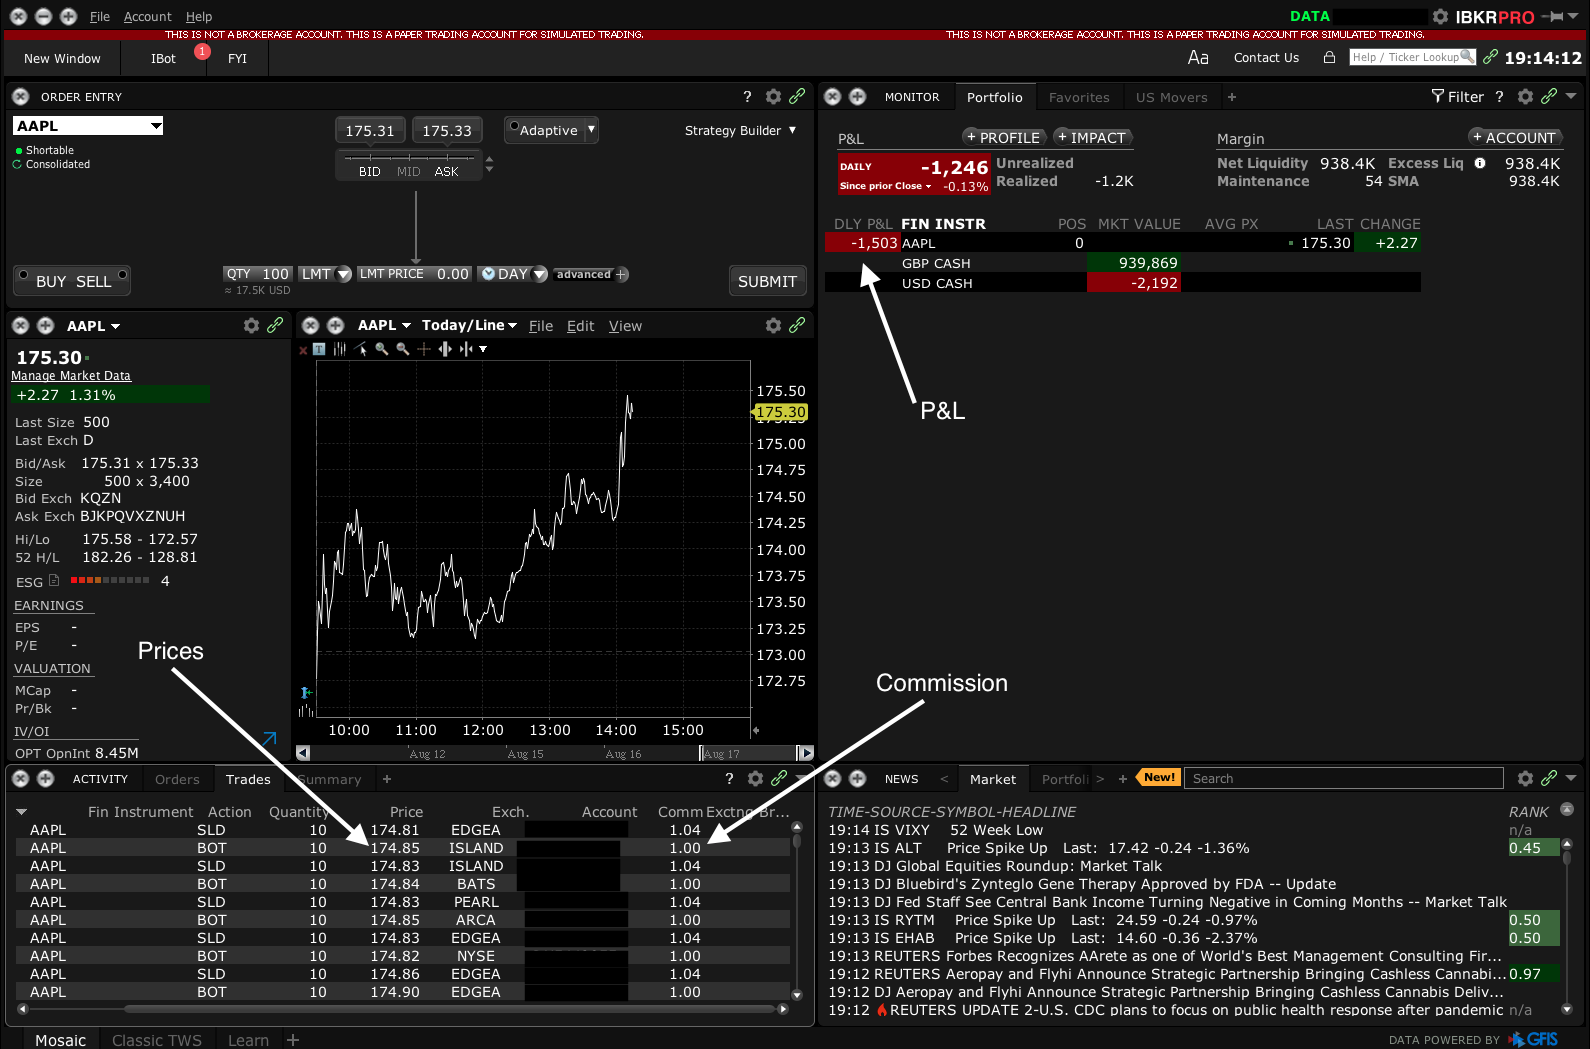 File Account Help DATA IBKRPRO
THIS IS NOT A BROKERAGE ACCOUNT. THIS IS A PAPER TRADING ACCOUNT FOR SIMULATED TRADING. THIS IS NOT A BROKERAGE ACCOUNT. THIS IS A PAPER TRADING ACCOUNT FOR SIMULATED TRADING.
New Window IBot 1 FYI Aa Contact Us Help / Ticker Lookup 19:14:12
ORDER ENTRY ?
AAPL 175.31 175.33 Adaptive Strategy Builder
Shortable
Consolidated
BID MID ASK
BUY SELL QTY 100 LMT LMT PRICE 0.00 DAY advanced + SUBMIT
≈ 17.5K USD
MONITOR Portfolio Favorites US Movers + Filter ?
P&L + PROFILE + IMPACT Margin + ACCOUNT
DAILY -1,246 Unrealized Net Liquidity 938.4K Excess Liq 938.4K
Since prior Close -0.13% Realized -1.2K Maintenance 54 SMA 938.4K
DLY P&L FIN INSTR POS MKT VALUE AVG PX LAST CHANGE
-1,503 AAPL 0 175.30 +2.27
GBP CASH 939,869
USD CASH -2,192
P&L
AAPL
175.30
Manage Market Data
+2.27 1.31%
Last Size 500
Last Exch D
Bid/Ask 175.31 x 175.33
Size 500 x 3,400
Bid Exch KQZN
Ask Exch BJKPQVXZNUH
Hi/Lo 175.58 - 172.57
52 H/L 182.26 - 128.81
ESG 4
EARNINGS
EPS -
P/E -
VALUATION
MCap -
Pr/Bk -
IV/OI
OPT OpnInt 8.45M
Prices
AAPL Today/Line File Edit View
175.50
175.30
175.25
175.00
174.75
174.50
174.25
174.00
173.75
173.50
173.25
173.00
172.75
10:00 11:00 12:00 13:00 14:00 15:00
Aug 12 Aug 15 Aug 16 Aug 17
Commission
ACTIVITY Orders Trades Summary + ?
Fin Instrument Action Quantity Price Exch. Account Comm Exctng Br...
AAPL SLD 10 174.81 EDGEA 1.04
AAPL BOT 10 174.85 ISLAND 1.00
AAPL SLD 10 174.83 ISLAND 1.04
AAPL BOT 10 174.84 BATS 1.00
AAPL SLD 10 174.83 PEARL 1.04
AAPL BOT 10 174.85 ARCA 1.00
AAPL SLD 10 174.83 EDGEA 1.04
AAPL BOT 10 174.82 NYSE 1.00
AAPL SLD 10 174.86 EDGEA 1.04
AAPL BOT 10 174.90 EDGEA 1.00
NEWS < Market Portfoli > + New! Search
TIME-SOURCE-SYMBOL-HEADLINE RANK
19:14 IS VIXY 52 Week Low n/a
19:13 IS ALT Price Spike Up Last: 17.42 -0.24 -1.36% 0.45
19:13 DJ Global Equities Roundup: Market Talk
19:13 DJ Bluebird's Zynteglo Gene Therapy Approved by FDA -- Update
19:13 DJ Fed Staff See Central Bank Income Turning Negative in Coming Months -- Market Talk
19:13 IS RYTM Price Spike Up Last: 24.59 -0.24 -0.97% 0.50
19:13 IS EHAB Price Spike Up Last: 14.60 -0.36 -2.37% 0.50
19:13 REUTERS Forbes Recognizes AArete as one of World's Best Management Consulting Fir...
19:12 REUTERS Aeropay and Flyhi Announce Strategic Partnership Bringing Cashless Cannabi... 0.97
19:12 DJ Aeropay and Flyhi Announce Strategic Partnership Bringing Cashless Cannabis Deliv...
19:12 REUTERS UPDATE 2-U.S. CDC plans to focus on public health response after pandemic n/a
Mosaic Classic TWS Learn + DATA POWERED BY GFIS